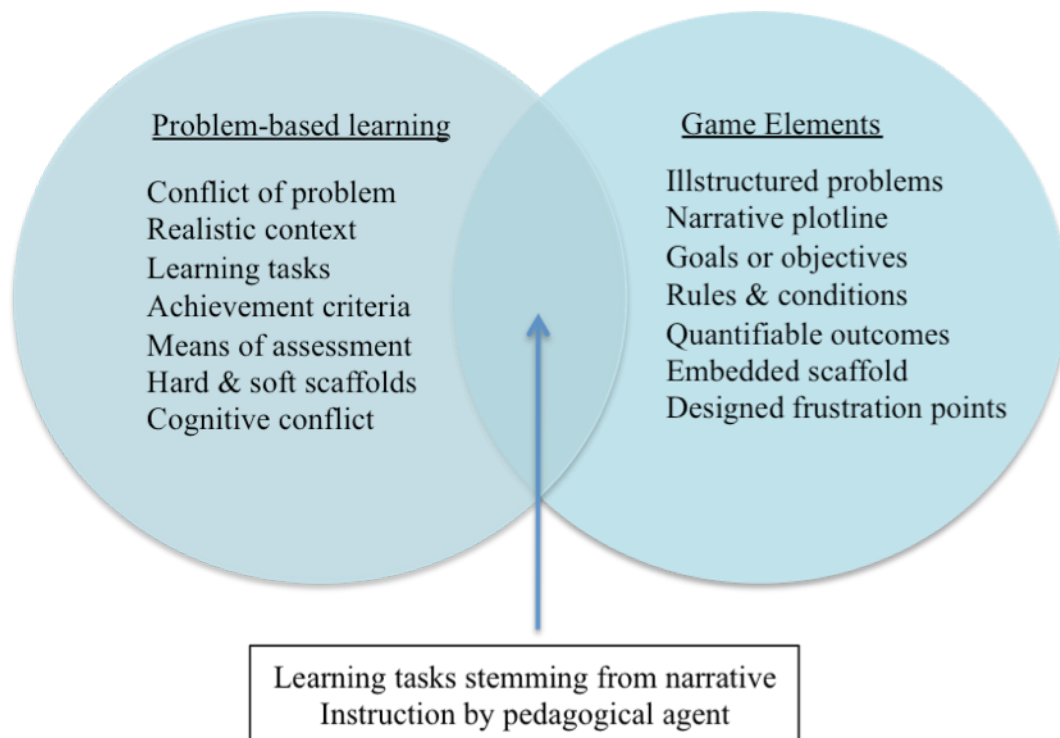 Problem-based learning
Conflict of problem
Realistic context
Learning tasks
Achievement criteria
Means of assessment
Hard & soft scaffolds
Cognitive conflict
Game Elements
Illstructured problems
Narrative plotline
Goals or objectives
Rules & conditions
Quantifiable outcomes
Embedded scaffold
Designed frustration points
Learning tasks stemming from narrative
Instruction by pedagogical agent